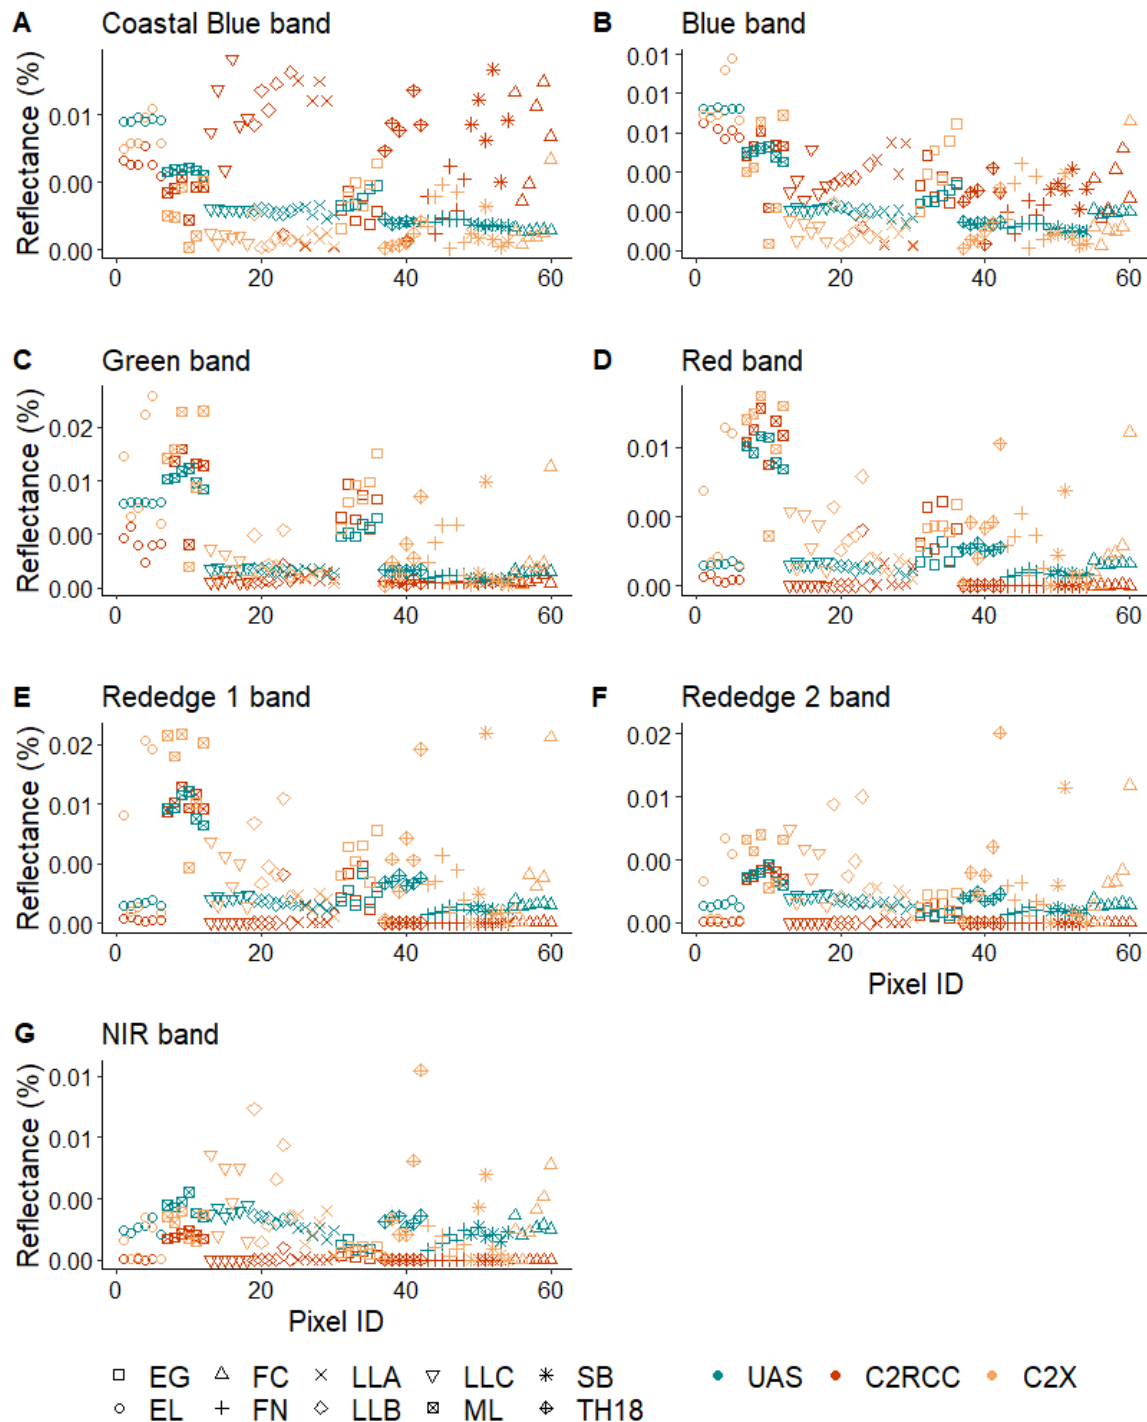 A Coastal Blue band
B Blue band
Reflectance (%)
0.01
0.00
0.00
0 20 40 60
0.01
0.01
0.01
0.00
0.00
0.00
0 20 40 60
C Green band
D Red band
Reflectance (%)
0.02
0.01
0.00
0.00
0 20 40 60
0.01
0.00
0.00
0 20 40 60
E Rededge 1 band
F Rededge 2 band
Reflectance (%)
0.02
0.01
0.00
0.00
0 20 40 60
0.02
0.01
0.00
0.00
0 20 40 60
Pixel ID
G NIR band
Reflectance (%)
0.01
0.01
0.00
0.00
0 20 40 60
Pixel ID
EG FC LLA LLC SB UAS C2RCC C2X
EL FN LLB ML TH18